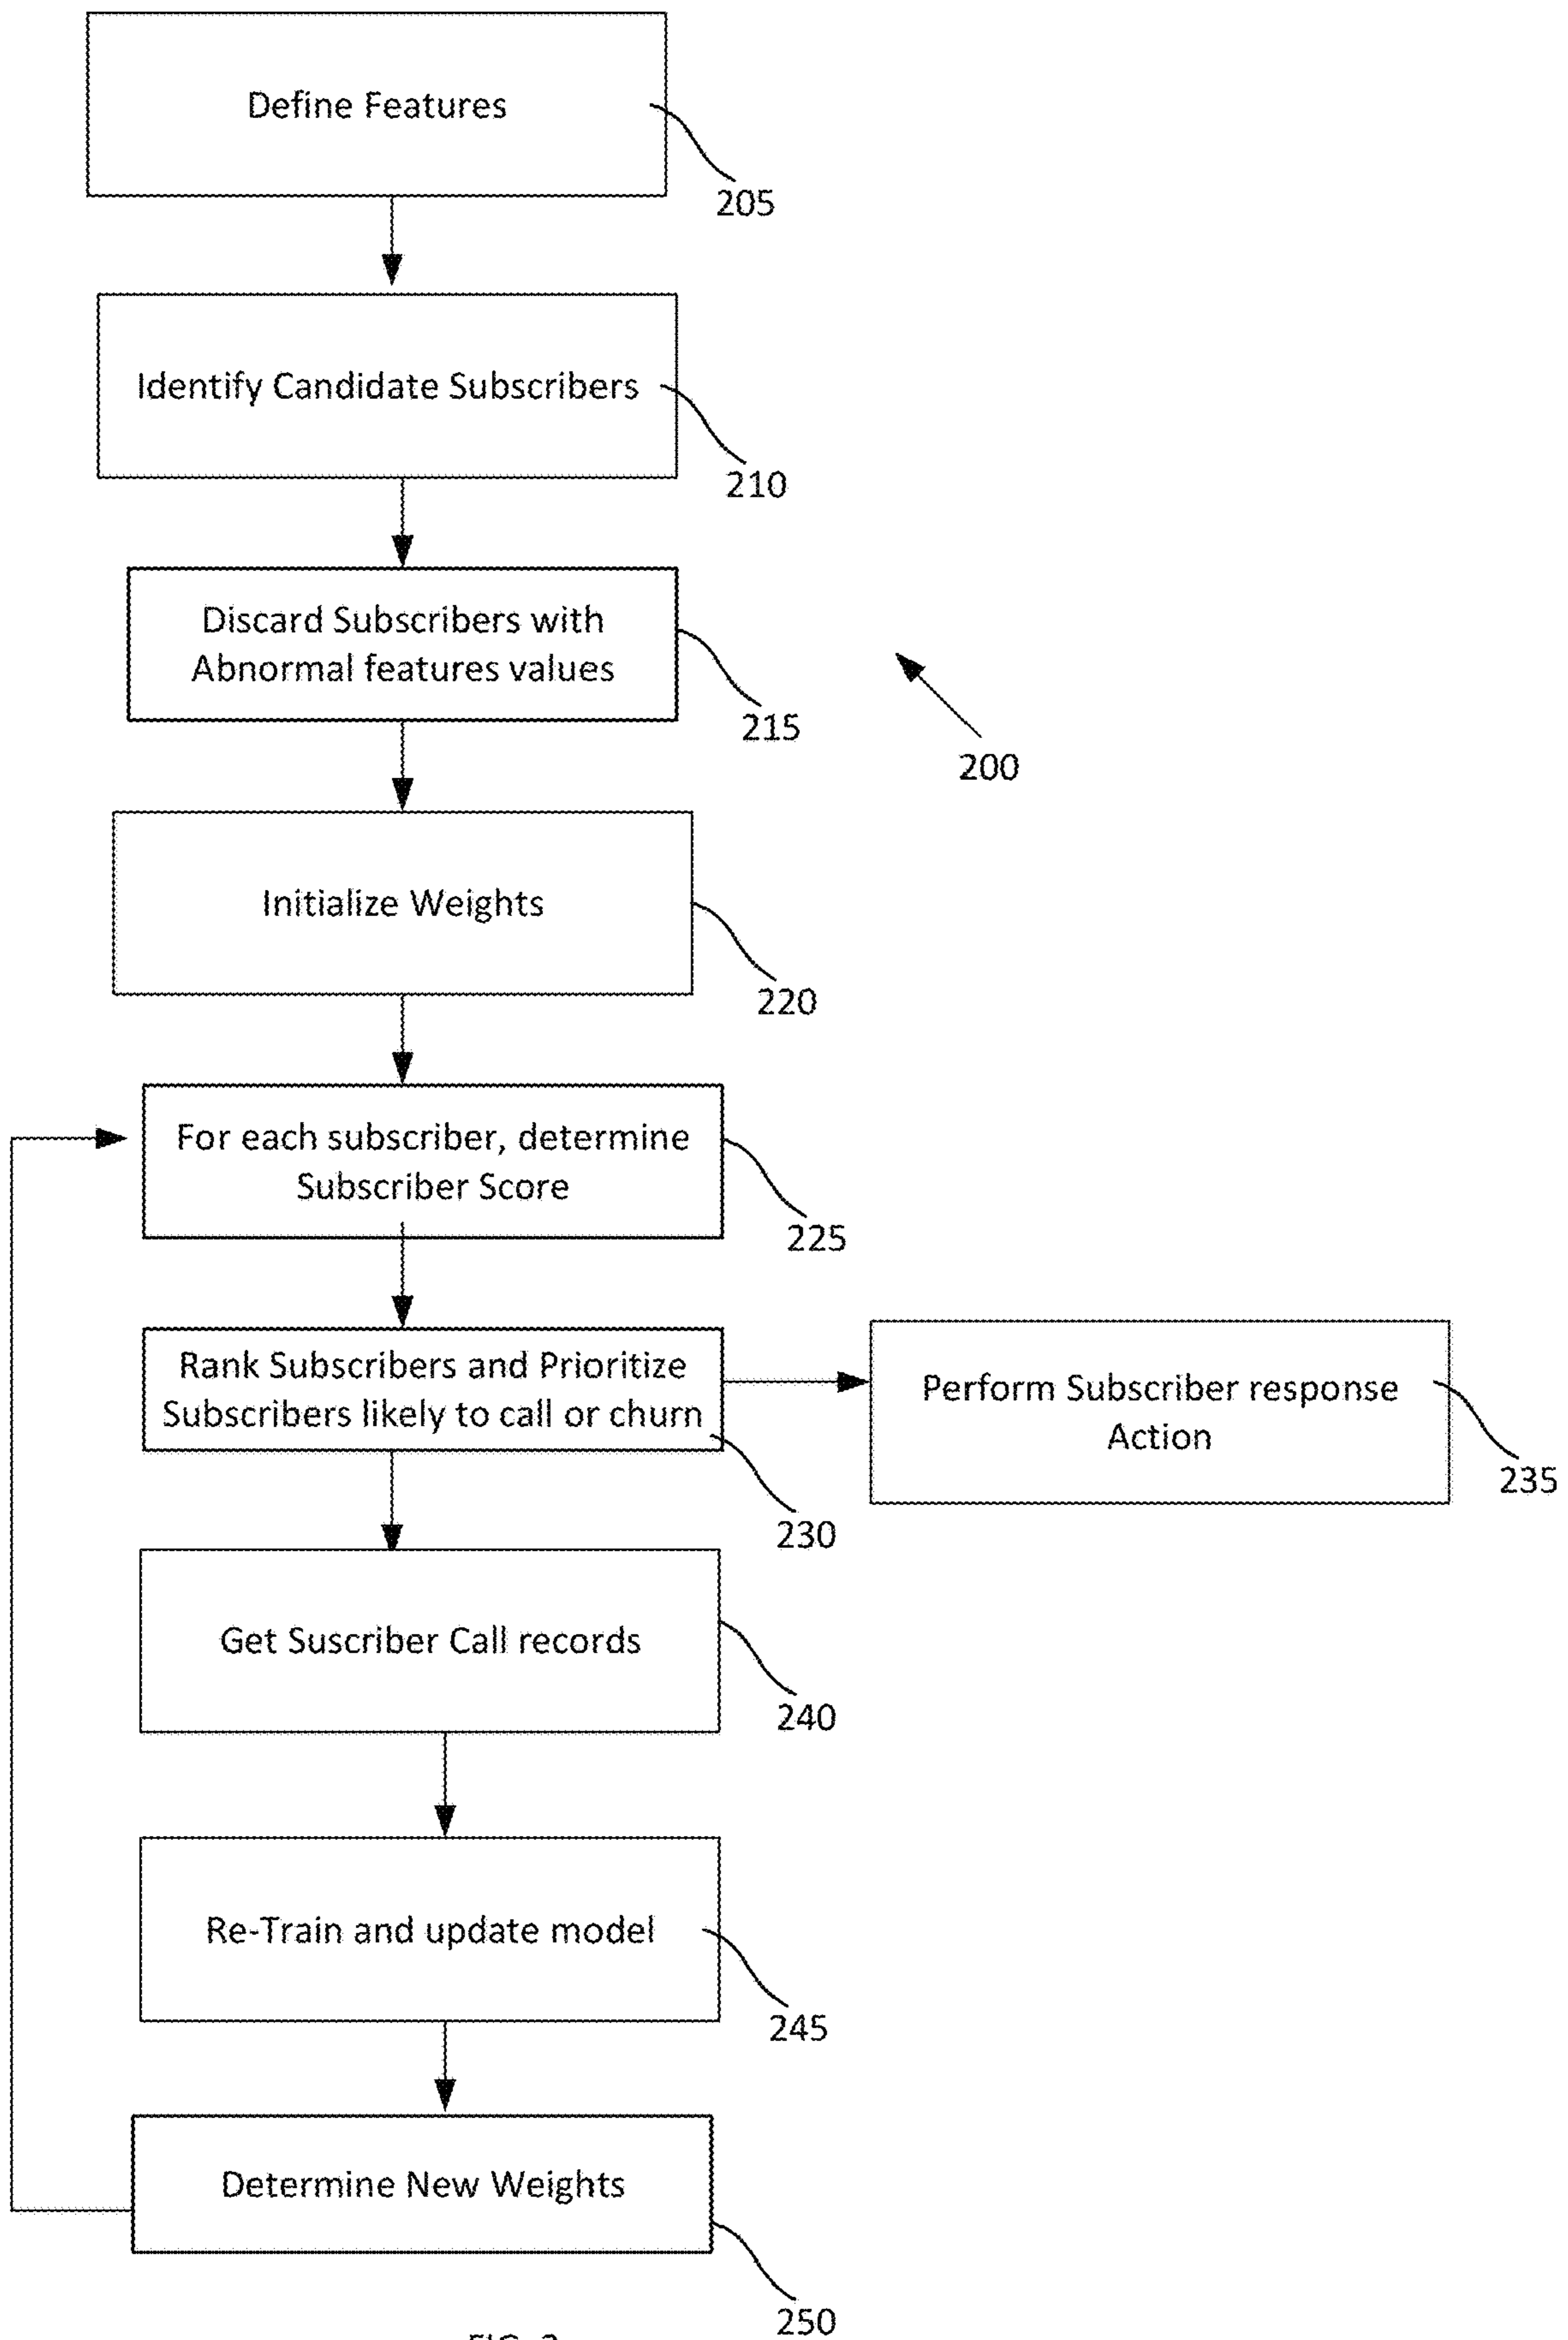 Define Features
205
Identify Candidate Subscribers
210
Discard Subscribers with
Abnormal features values
215
200
Initialize Weights
220
For each subscriber, determine
Subscriber Score
225
Rank Subscribers and Prioritize
Subscribers likely to call or churn
230
Perform Subscriber response
Action
235
Get Suscriber Call records
240
Re-Train and update model
245
Determine New Weights
250